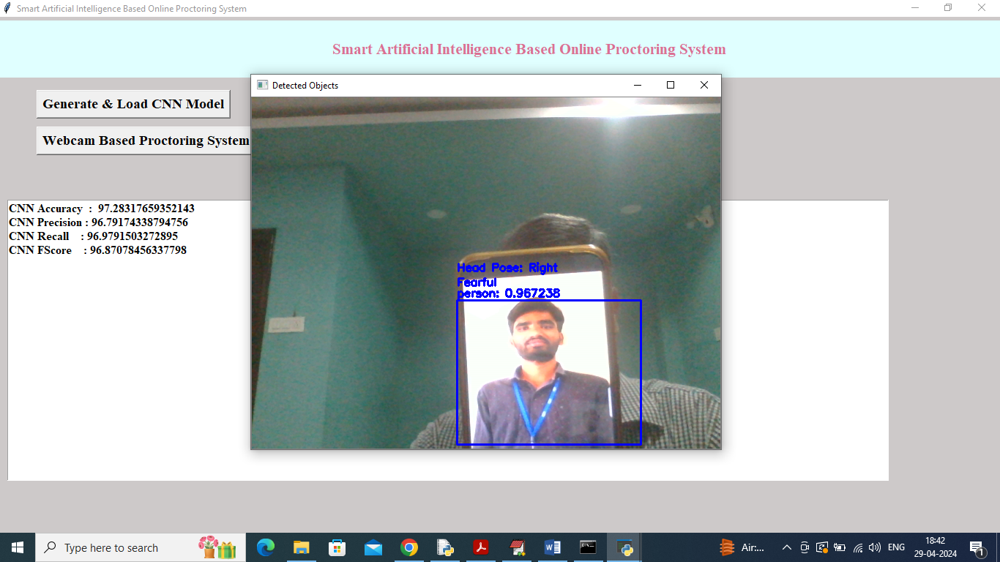 Smart Artificial Intelligence Based Online Proctoring System
Smart Artificial Intelligence Based Online Proctoring System
Detected Objects
Generate & Load CNN Model
Webcam Based Proctoring System
CNN Accuracy : 97.28317659352143
CNN Precision : 96.79174338794756
CNN Recall : 96.9791503272895
CNN FScore : 96.87078456337798
Head Pose: Right
Fearful
person: 0.967238
Type here to search
Air:...
ENG
18:42
29-04-2024
1